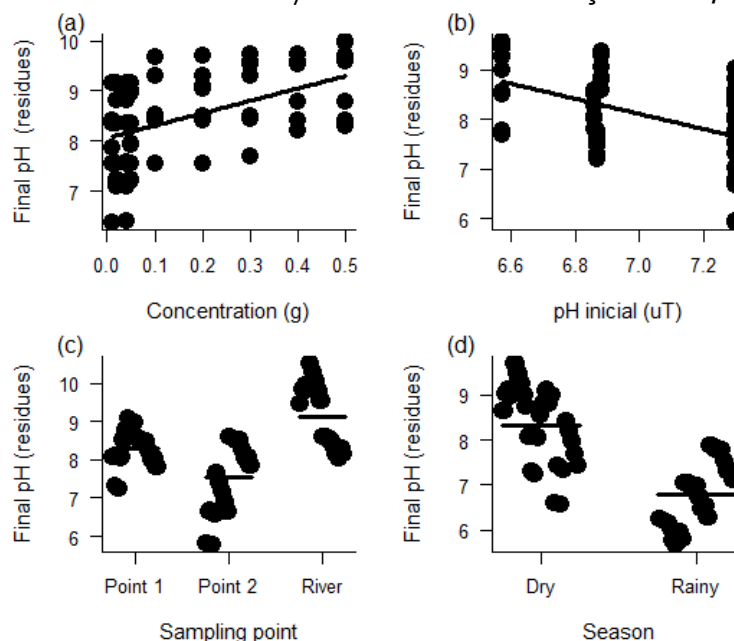 (a)
Final pH (residues)
10
9
8
7
0.0 0.1 0.2 0.3 0.4 0.5
Concentration (g)
(b)
Final pH (residues)
9
8
7
6
6.6 6.8 7.0 7.2
pH inicial (uT)
(c)
Final pH (residues)
10
9
8
7
6
Point 1 Point 2 River
Sampling point
(d)
Final pH (residues)
9
8
7
6
Dry Rainy
Season